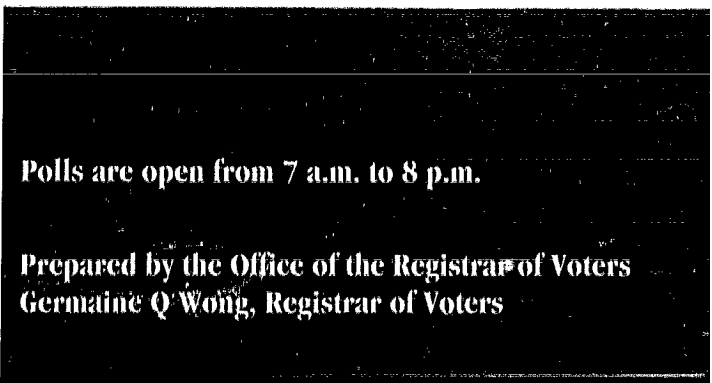 Polls are open from 7 a.m. to 8 p.m.
Prepared by the Office of the Registrar of Voters
Germaine Q Wong, Registrar of Voters